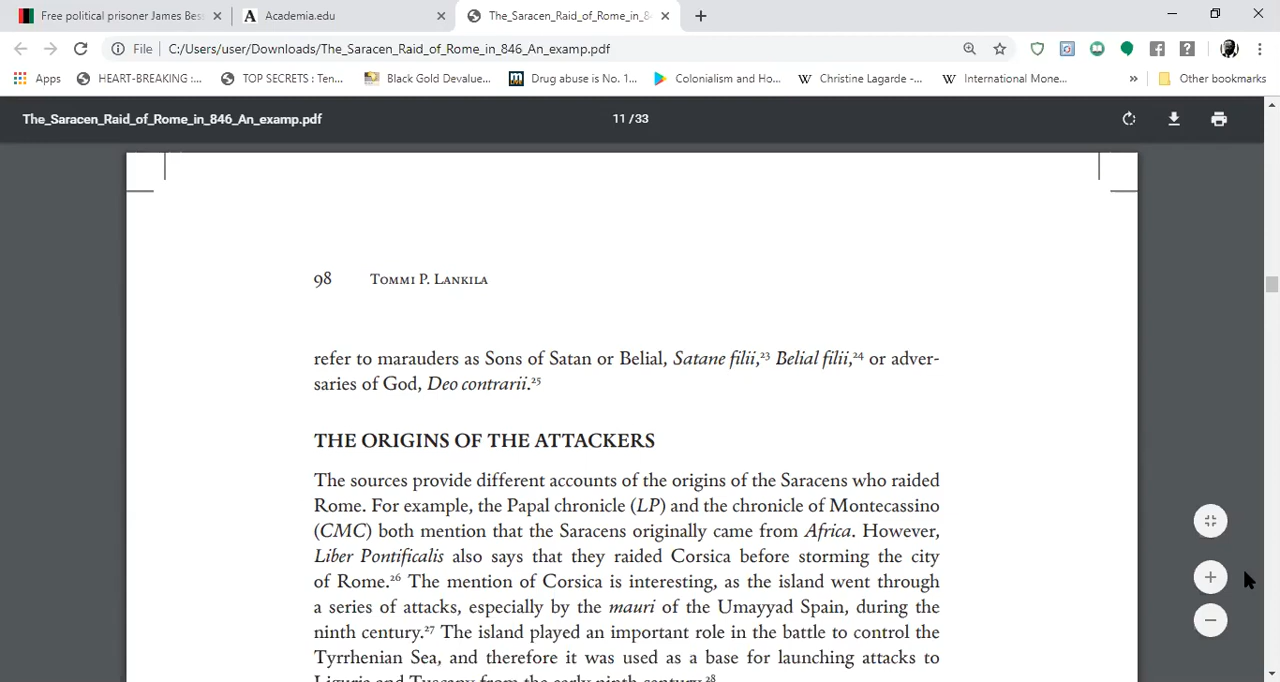 Free political prisoner James Bes
Academia.edu
The_Saracen_Raid_of_Rome_in_8
File
C:/Users/user/Downloads/The_Saracen_Raid_of_Rome_in_846_An_examp.pdf
Apps
HEART-BREAKING :...
TOP SECRETS : Ten...
Black Gold Devalue...
Drug abuse is No. 1...
Colonialism and Ho...
Christine Lagarde -...
International Mone...
»
Other bookmarks
The_Saracen_Raid_of_Rome_in_846_An_examp.pdf
11 / 33
98 Tommi P. Lankila
refer to marauders as Sons of Satan or Belial, Satane filii,²³ Belial filii,²⁴ or adver-
saries of God, Deo contrarii.²⁵
THE ORIGINS OF THE ATTACKERS
The sources provide different accounts of the origins of the Saracens who raided
Rome. For example, the Papal chronicle (LP) and the chronicle of Montecassino
(CMC) both mention that the Saracens originally came from Africa. However,
Liber Pontificalis also says that they raided Corsica before storming the city
of Rome.²⁶ The mention of Corsica is interesting, as the island went through
a series of attacks, especially by the mauri of the Umayyad Spain, during the
ninth century.²⁷ The island played an important role in the battle to control the
Tyrrhenian Sea, and therefore it was used as a base for launching attacks to
Liguria and Tuscany from the early ninth century.²⁸